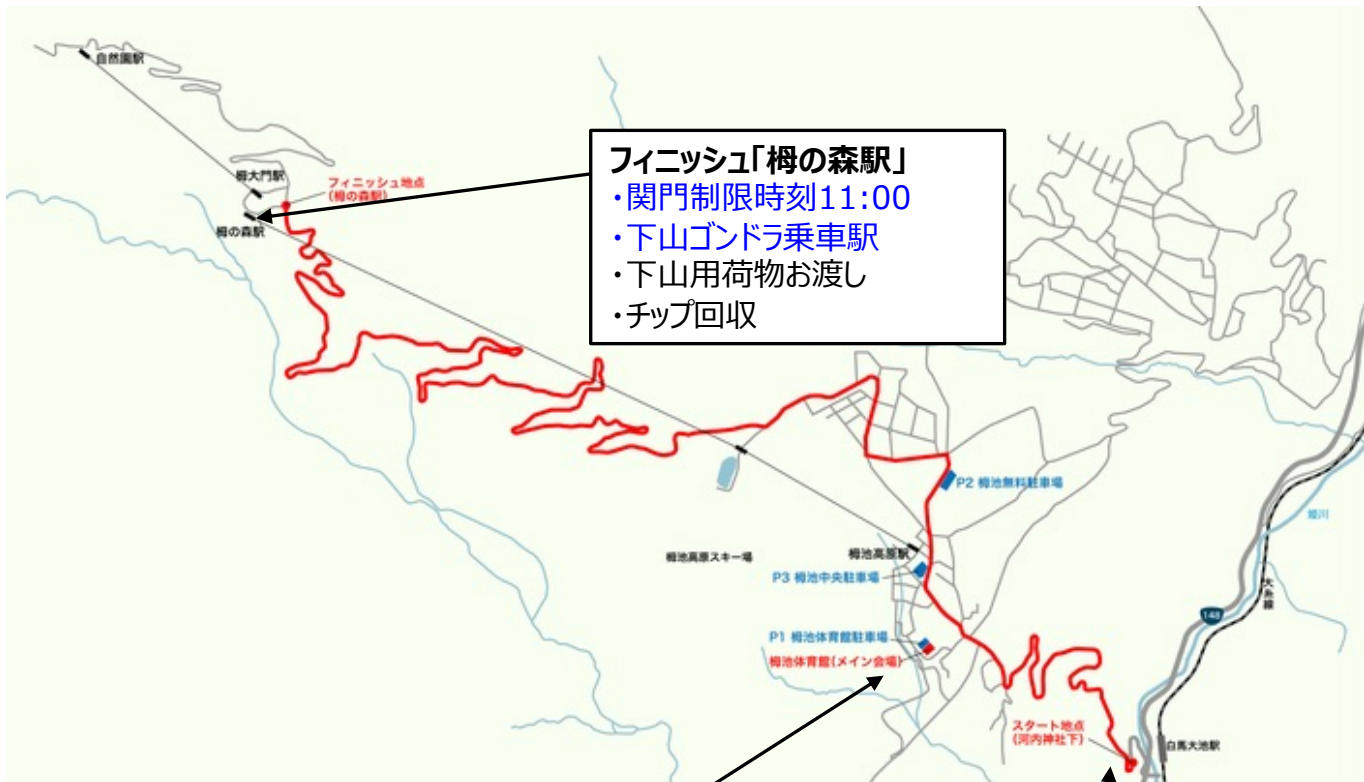 自然園駅
栂大門駅
フィニッシュ地点
(栂の森駅)
栂の森駅
フィニッシュ「栂の森駅」
・関門制限時刻11:00
・下山ゴンドラ乗車駅
・下山用荷物お渡し
・チップ回収
P2 栂池無料駐車場
姫川
栂池高原駅
栂池高原スキー場
P3 栂池中央駐車場
大糸線
148
P1 栂池体育館駐車場
栂池体育館(メイン会場)
スタート地点
(河内神社下)
白馬大池駅